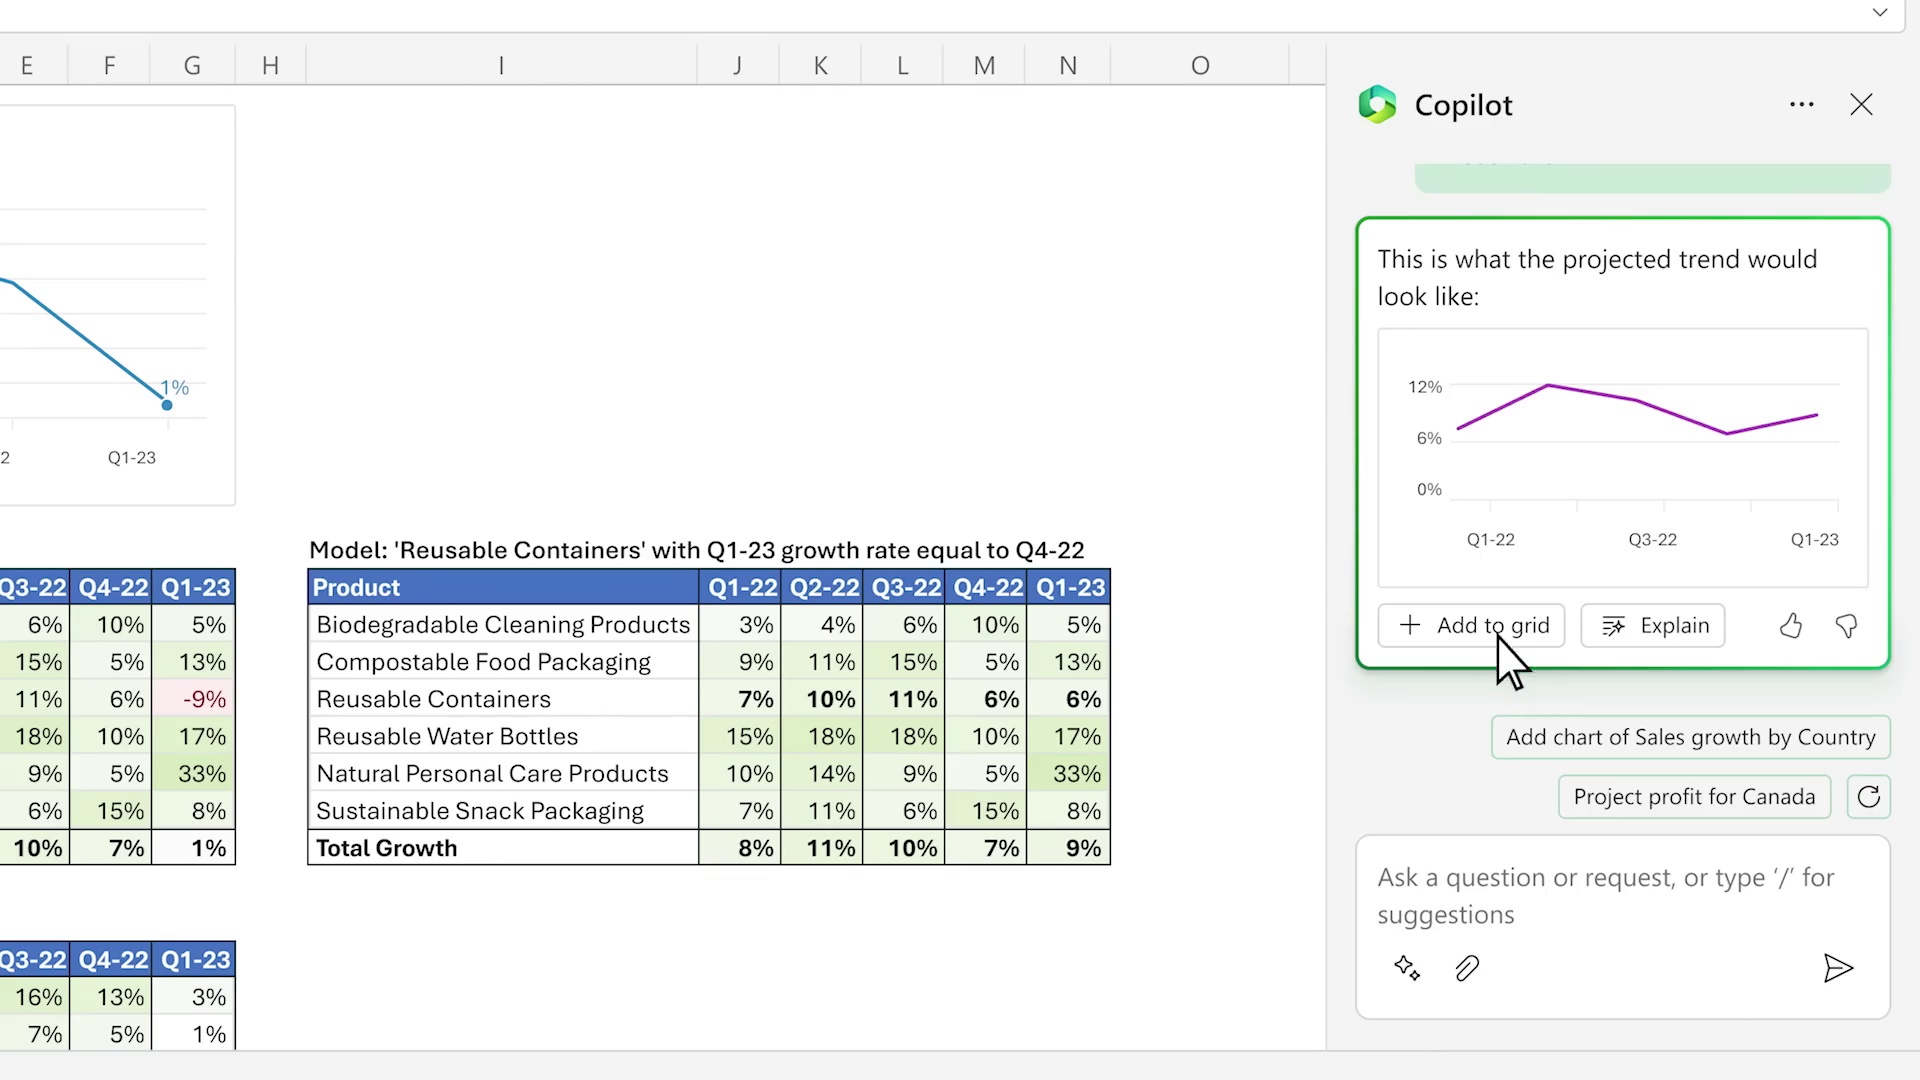 E F G H I J K L M N O
1%
2 Q1-23
Model: 'Reusable Containers' with Q1-23 growth rate equal to Q4-22
Q3-22 Q4-22 Q1-23
6% 10% 5%
15% 5% 13%
11% 6% -9%
18% 10% 17%
9% 5% 33%
6% 15% 8%
10% 7% 1%
Product Q1-22 Q2-22 Q3-22 Q4-22 Q1-23
Biodegradable Cleaning Products 3% 4% 6% 10% 5%
Compostable Food Packaging 9% 11% 15% 5% 13%
Reusable Containers 7% 10% 11% 6% 6%
Reusable Water Bottles 15% 18% 18% 10% 17%
Natural Personal Care Products 10% 14% 9% 5% 33%
Sustainable Snack Packaging 7% 11% 6% 15% 8%
Total Growth 8% 11% 10% 7% 9%
Q3-22 Q4-22 Q1-23
16% 13% 3%
7% 5% 1%
Copilot
This is what the projected trend would
look like:
12%
6%
0%
Q1-22 Q3-22 Q1-23
Add to grid Explain
Add chart of Sales growth by Country
Project profit for Canada
Ask a question or request, or type ‘/’ for
suggestions